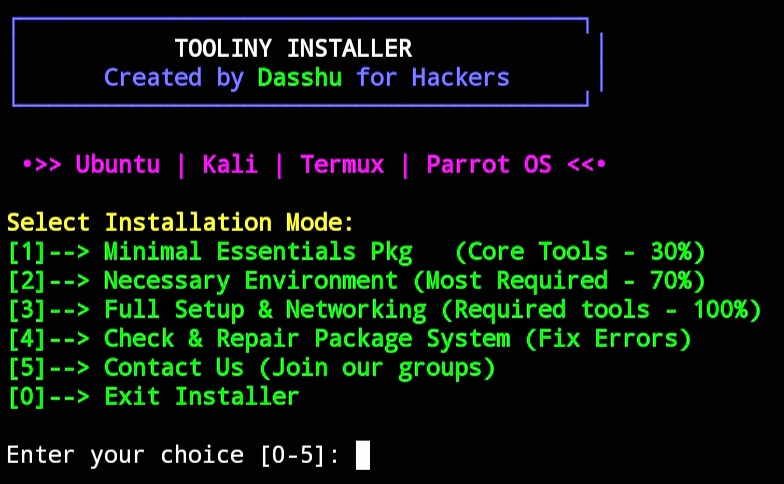 TOOLINY INSTALLER
Created by Dasshu for Hackers
•>> Ubuntu | Kali | Termux | Parrot OS <<•
Select Installation Mode:
[1]--> Minimal Essentials Pkg   (Core Tools - 30%)
[2]--> Necessary Environment (Most Required - 70%)
[3]--> Full Setup & Networking (Required tools - 100%)
[4]--> Check & Repair Package System (Fix Errors)
[5]--> Contact Us (Join our groups)
[0]--> Exit Installer
Enter your choice [0-5]: